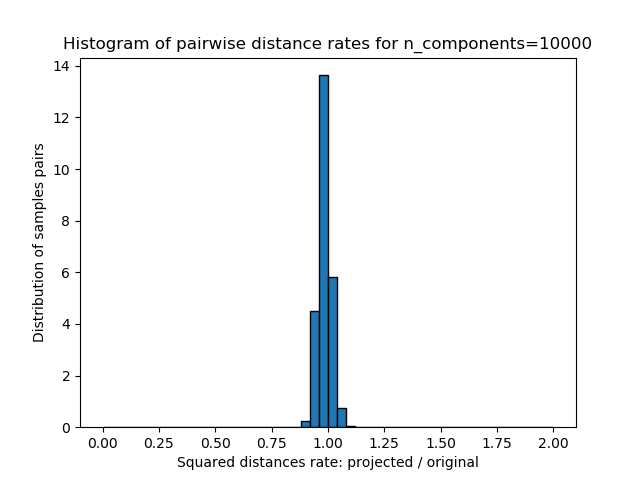 Histogram of pairwise distance rates for n_components=10000
14
12
10
8
6
4
2
0
Distribution of samples pairs
0.00 0.25 0.50 0.75 1.00 1.25 1.50 1.75 2.00
Squared distances rate: projected / original